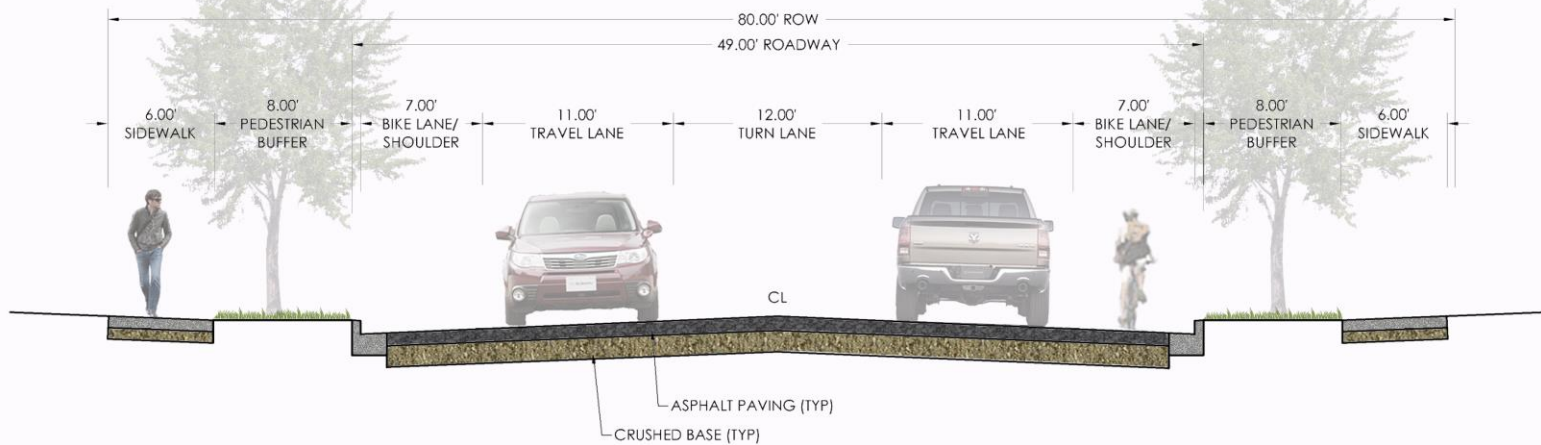 80.00' ROW
49.00' ROADWAY
6.00'
SIDEWALK
8.00'
PEDESTRIAN
BUFFER
7.00'
BIKE LANE/
SHOULDER
11.00'
TRAVEL LANE
12.00'
TURN LANE
11.00'
TRAVEL LANE
7.00'
BIKE LANE/
SHOULDER
8.00'
PEDESTRIAN
BUFFER
6.00'
SIDEWALK
CL
ASPHALT PAVING (TYP)
CRUSHED BASE (TYP)